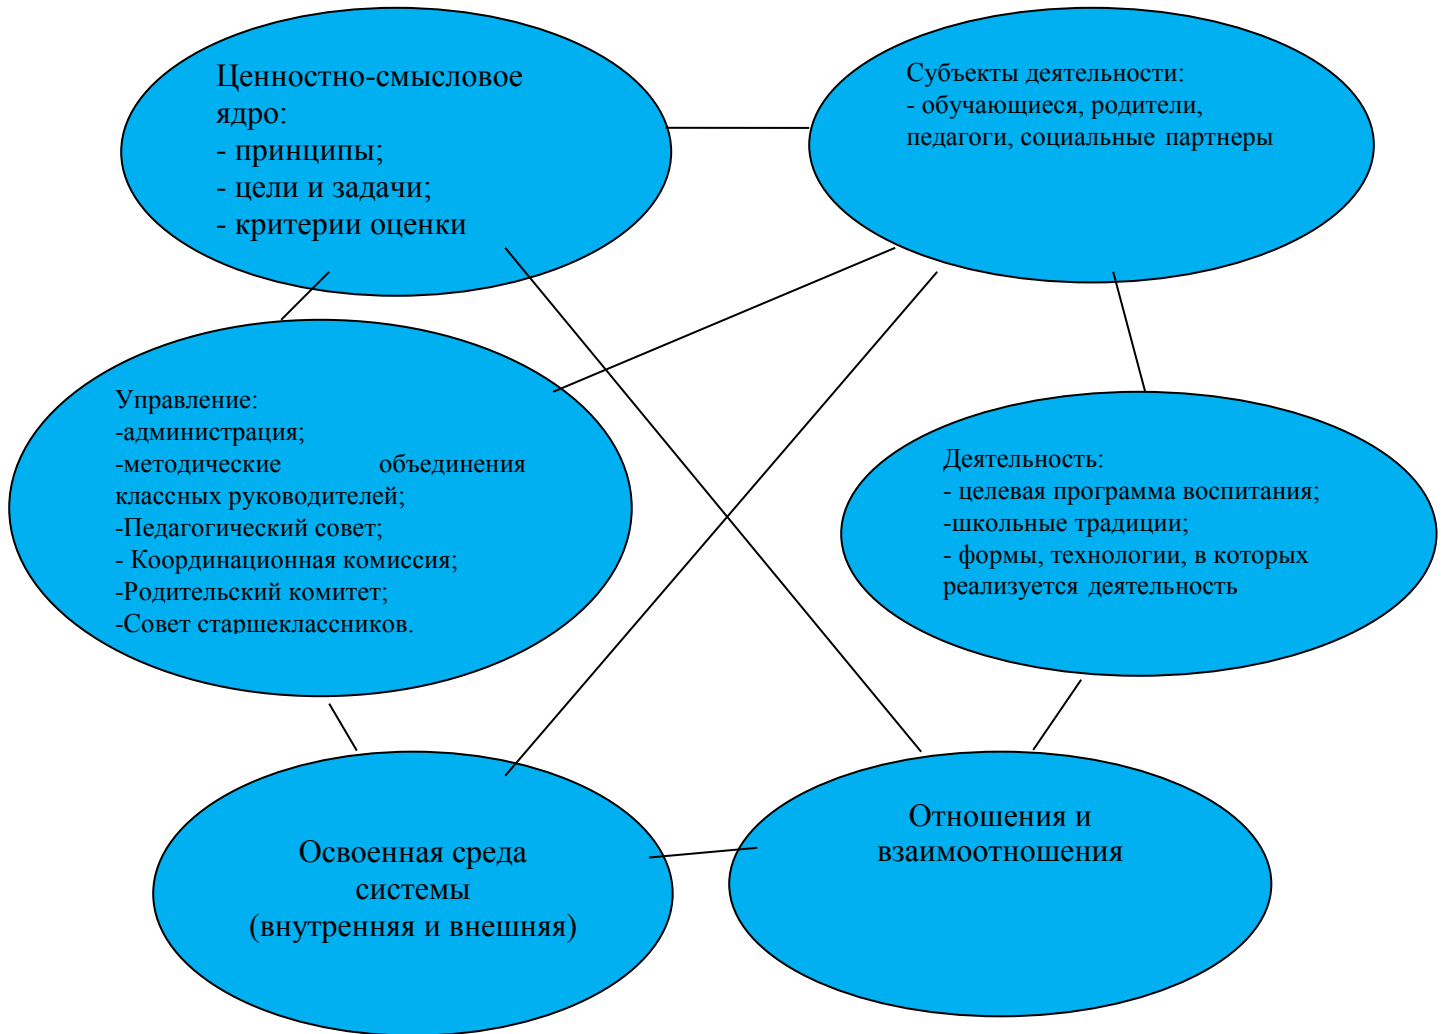 Ценностно-смысловое
ядро:
- принципы;
- цели и задачи;
- критерии оценки
Субъекты деятельности:
- обучающиеся, родители,
педагоги, социальные партнеры
Управление:
-администрация;
-методические объединения
классных руководителей;
-Педагогический совет;
- Координационная комиссия;
-Родительский комитет;
-Совет старшеклассников.
Деятельность:
- целевая программа воспитания;
-школьные традиции;
- формы, технологии, в которых
реализуется деятельность
Освоенная среда
системы
(внутренняя и внешняя)
Отношения и
взаимоотношения